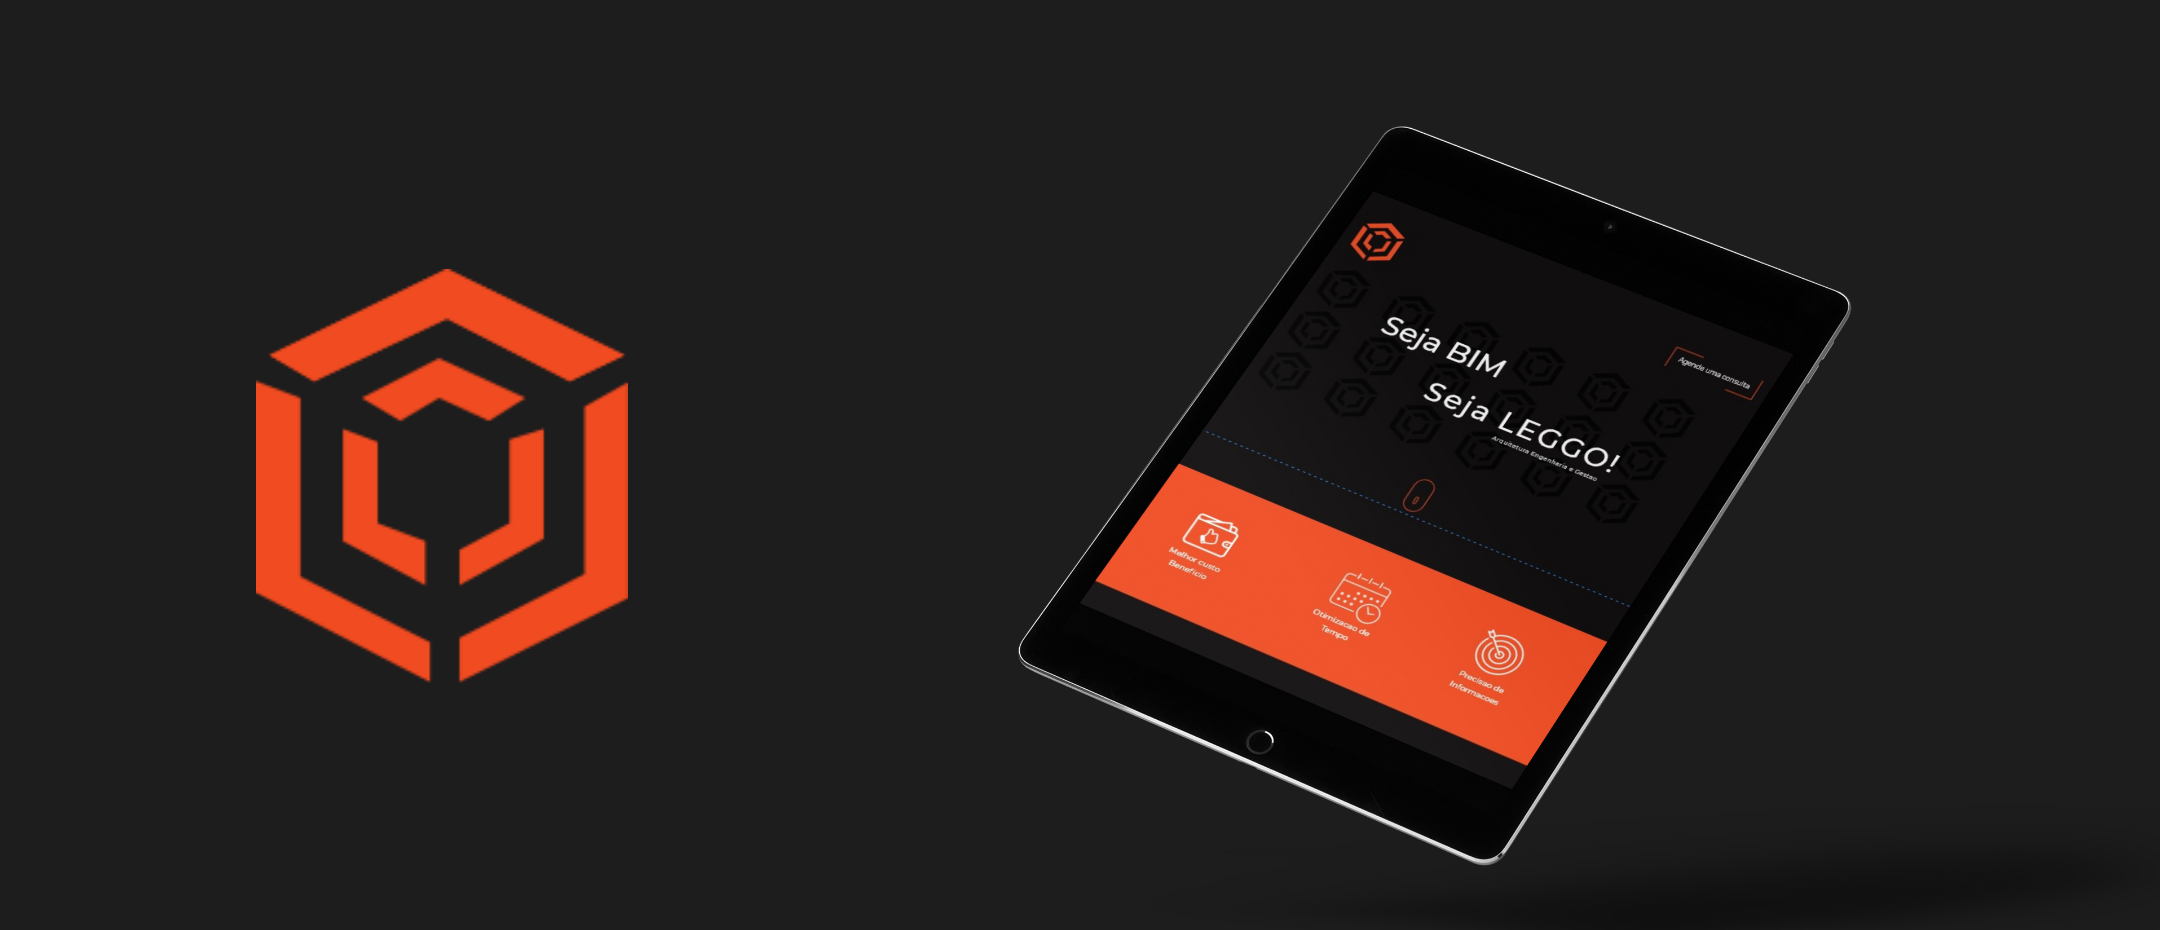 Agende uma consulta
Seja BIM
Seja LEGGO!
Arquitetura Engenharia e Gestao
Melhor custo
Beneficio
Otimizacao de
Tempo
Precisao de
Informacoes